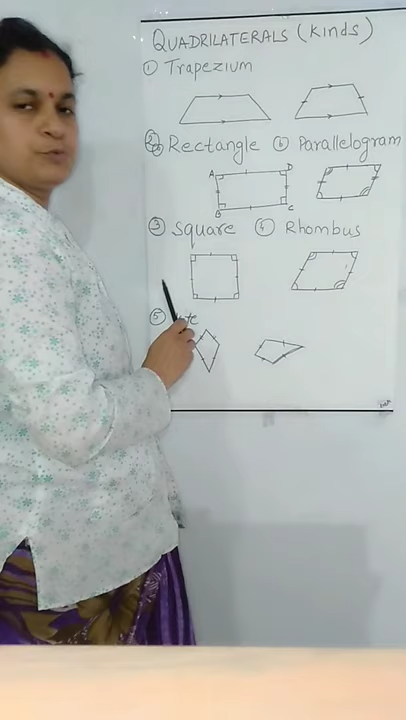 QUADRILATERALS (Kinds)
① Trapezium
Rectangle ⑥ Parallelogram
A D
B C
③ Square ④ Rhombus
⑤